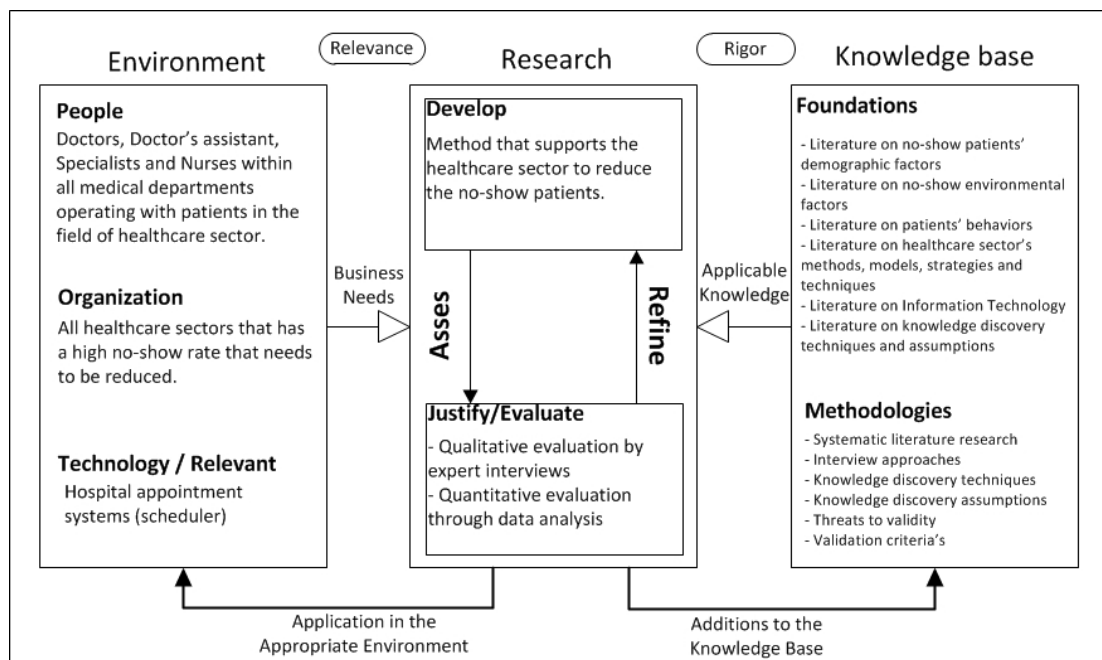 Relevance
Rigor
Environment
Research
Knowledge base
People
Doctors, Doctor's assistant,
Specialists and Nurses within
all medical departments
operating with patients in the
field of healthcare sector.
Organization
All healthcare sectors that has
a high no-show rate that needs
to be reduced.
Technology / Relevant
Hospital appointment
systems (scheduler)
Business
Needs
Develop
Method that supports the
healthcare sector to reduce
the no-show patients.
Asses
Refine
Justify/Evaluate
- Qualitative evaluation by
expert interviews
- Quantitative evaluation
through data analysis
Applicable
Knowledge
Foundations
- Literature on no-show patients'
demographic factors
- Literature on no-show environmental
factors
- Literature on patients' behaviors
- Literature on healthcare sector's
methods, models, strategies and
techniques
- Literature on Information Technology
- Literature on knowledge discovery
techniques and assumptions
Methodologies
- Systematic literature research
- Interview approaches
- Knowledge discovery techniques
- Knowledge discovery assumptions
- Threats to validity
- Validation criteria's
Application in the
Appropriate Environment
Additions to the
Knowledge Base